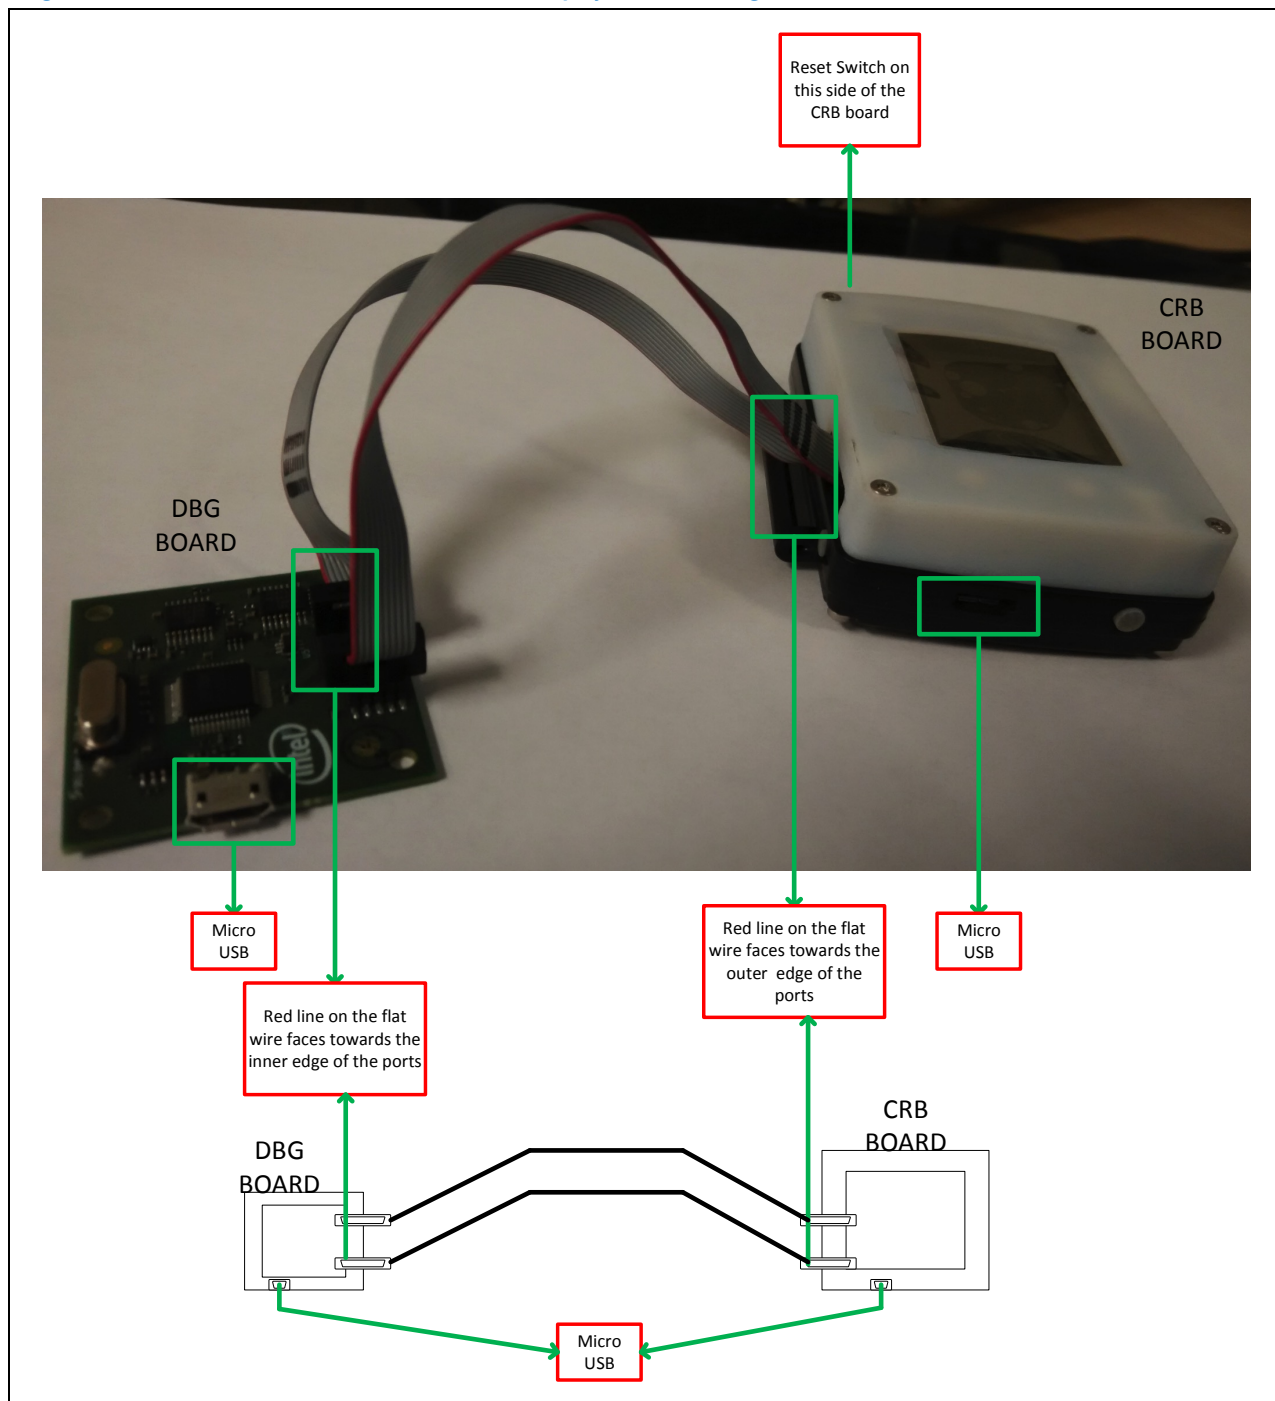 Reset Switch on
this side of the
CRB board
CRB
BOARD
DBG
BOARD
intel
Micro
USB
Red line on the flat
wire faces towards the
inner edge of the ports
Red line on the flat
wire faces towards the
outer edge of the
ports
Micro
USB
DBG
BOARD
CRB
BOARD
Micro
USB